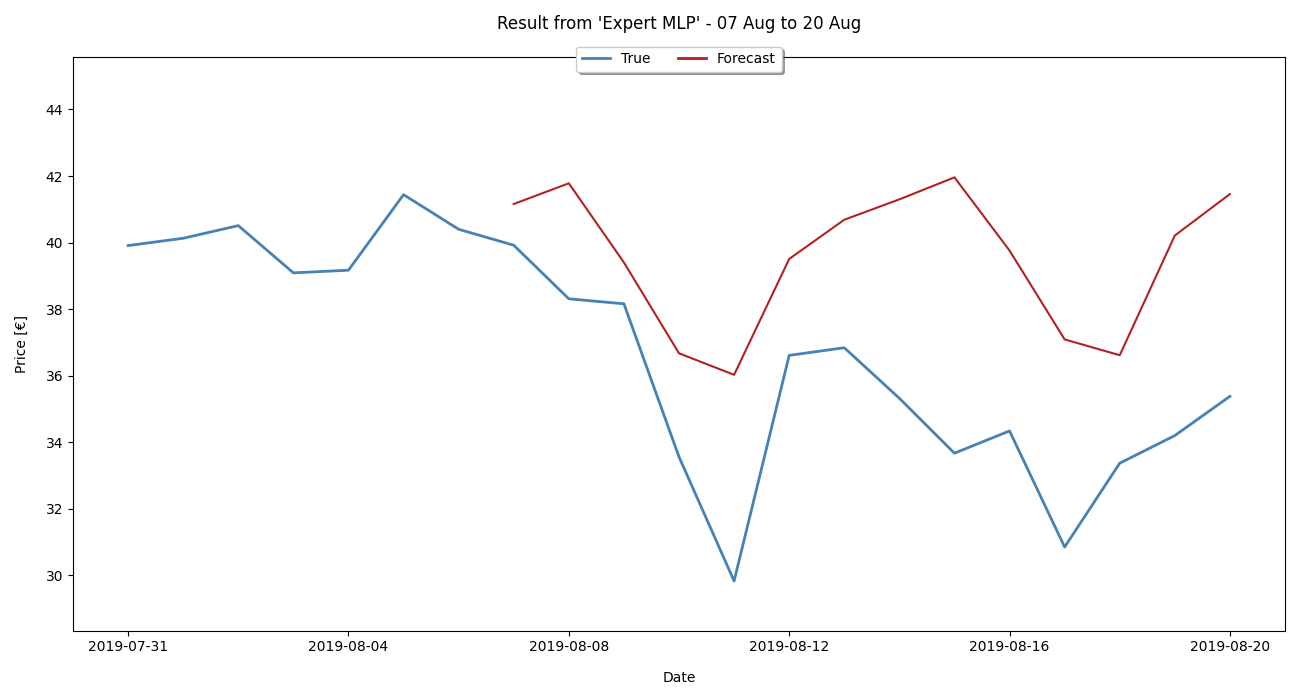 Result from 'Expert MLP' - 07 Aug to 20 Aug
True Forecast
44
42
40
38
36
34
32
30
Price [€]
2019-07-31 2019-08-04 2019-08-08 2019-08-12 2019-08-16 2019-08-20
Date